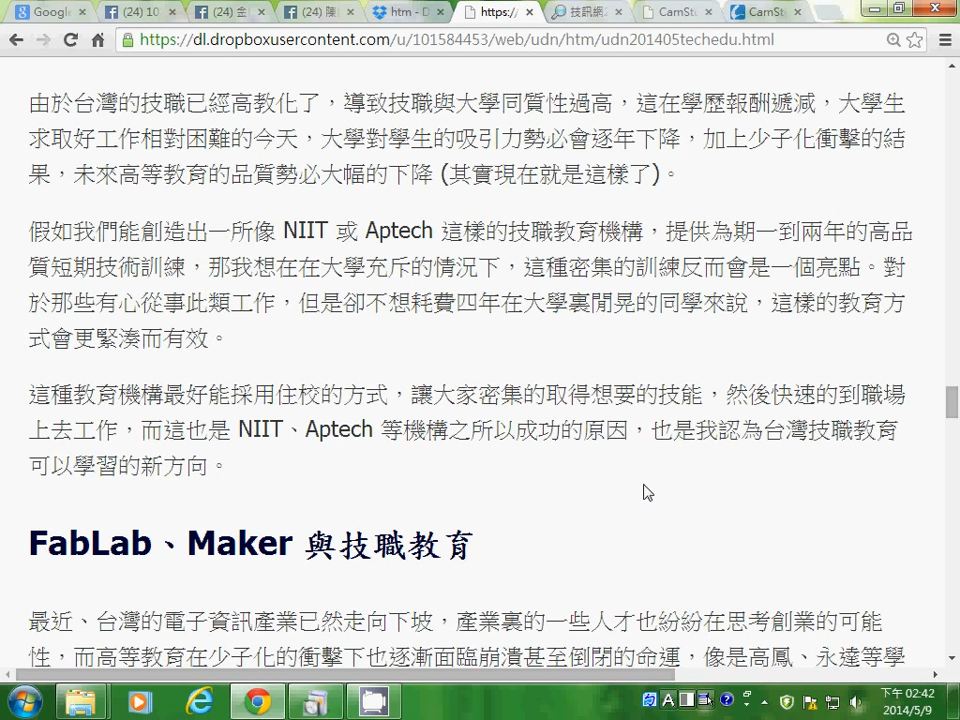 Google
(24) 10
(24) 金
(24) 陳
htm - D
https:/
技訊網2
CamStu
CamStu
https://dl.dropboxusercontent.com/u/101584453/web/udn/htm/udn201405techedu.html
由於台灣的技職已經高教化了，導致技職與大學同質性過高，這在學歷報酬遞減，大學生
求取好工作相對困難的今天，大學對學生的吸引力勢必會逐年下降，加上少子化衝擊的結
果，未來高等教育的品質勢必大幅的下降 (其實現在就是這樣了)。
假如我們能創造出一所像 NIIT 或 Aptech 這樣的技職教育機構，提供為期一到兩年的高品
質短期技術訓練，那我想在在大學充斥的情況下，這種密集的訓練反而會是一個亮點。對
於那些有心從事此類工作，但是卻不想耗費四年在大學裏閒晃的同學來說，這樣的教育方
式會更緊湊而有效。
這種教育機構最好能採用住校的方式，讓大家密集的取得想要的技能，然後快速的到職場
上去工作，而這也是 NIIT、Aptech 等機構之所以成功的原因，也是我認為台灣技職教育
可以學習的新方向。
FabLab、Maker 與技職教育
最近、台灣的電子資訊產業已然走向下坡，產業裏的一些人才也紛紛在思考創業的可能
性，而高等教育在少子化的衝擊下也逐漸面臨崩潰甚至倒閉的命運，像是高鳳、永達等學
A
下午 02:42
2014/5/9